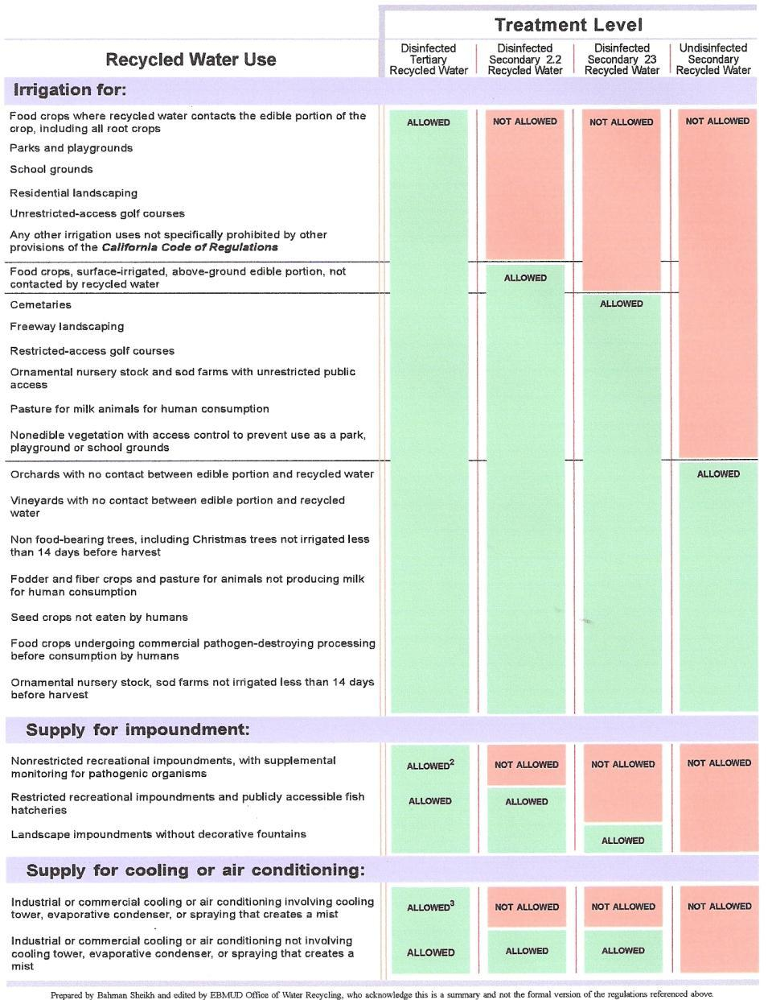 Treatment Level
Recycled Water Use
Disinfected
Tertiary
Recycled Water
Disinfected
Secondary 2.2
Recycled Water
Disinfected
Secondary 23
Recycled Water
Undisinfected
Secondary
Recycled Water
Irrigation for:
Food crops where recycled water contacts the edible portion of the
crop, including all root crops
ALLOWED
NOT ALLOWED
NOT ALLOWED
NOT ALLOWED
Parks and playgrounds
School grounds
Residential landscaping
Unrestricted-access golf courses
Any other irrigation uses not specifically prohibited by other
provisions of the California Code of Regulations
Food crops, surface-irrigated, above-ground edible portion, not
contacted by recycled water
ALLOWED
Cemetaries
ALLOWED
Freeway landscaping
Restricted-access golf courses
Ornamental nursery stock and sod farms with unrestricted public
access
Pasture for milk animals for human consumption
Nonedible vegetation with access control to prevent use as a park,
playground or school grounds
Orchards with no contact between edible portion and recycled water
ALLOWED
Vineyards with no contact between edible portion and recycled
water
Non food-bearing trees, including Christmas trees not irrigated less
than 14 days before harvest
Fodder and fiber crops and pasture for animals not producing milk
for human consumption
Seed crops not eaten by humans
Food crops undergoing commercial pathogen-destroying processing
before consumption by humans
Ornamental nursery stock, sod farms not irrigated less than 14 days
before harvest
Supply for impoundment:
Nonrestricted recreational impoundments, with supplemental
monitoring for pathogenic organisms
ALLOWED2
NOT ALLOWED
NOT ALLOWED
NOT ALLOWED
Restricted recreational impoundments and publicly accessible fish
hatcheries
ALLOWED
ALLOWED
Landscape impoundments without decorative fountains
ALLOWED
Supply for cooling or air conditioning:
Industrial or commercial cooling or air conditioning involving cooling
tower, evaporative condenser, or spraying that creates a mist
ALLOWED3
NOT ALLOWED
NOT ALLOWED
NOT ALLOWED
Industrial or commercial cooling or air conditioning not involving
cooling tower, evaporative condenser, or spraying that creates a
mist
ALLOWED
ALLOWED
ALLOWED
Prepared by Bahman Sheikh and edited by EBMUD Office of Water Recycling, who acknowledge this is a summary and not the formal version of the regulations referenced above.